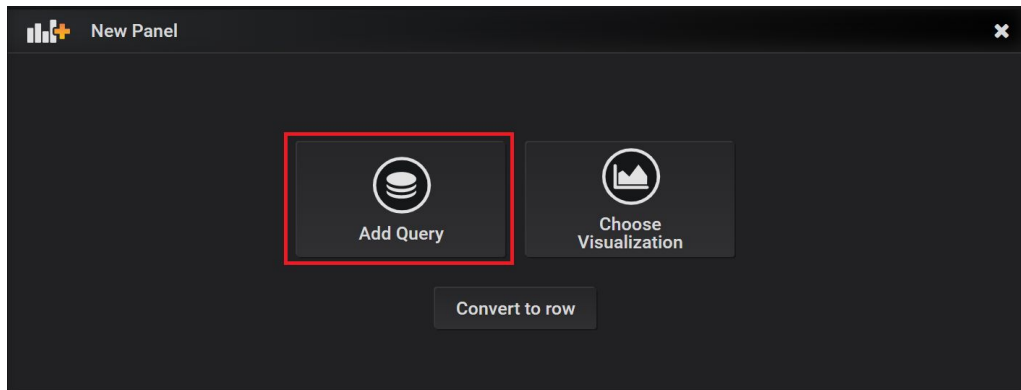 New Panel
Add Query
Choose
Visualization
Convert to row